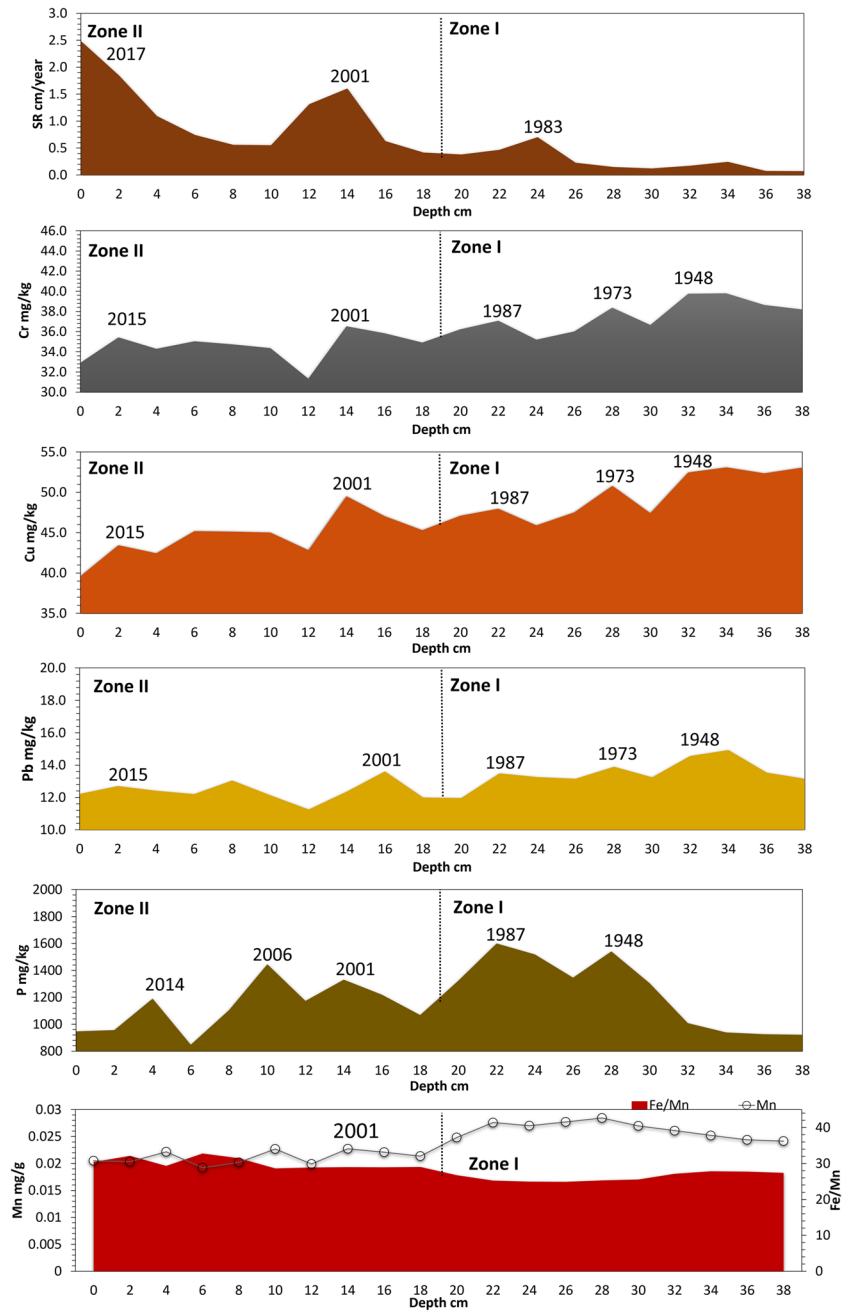 Zone II
Zone I
2017
2001
1983
SR cm/year
3.0
2.5
2.0
1.5
1.0
0.5
0.0
0 2 4 6 8 10 12 14 16 18 20 22 24 26 28 30 32 34 36 38
Depth cm
Zone II
Zone I
2015
2001
1987
1973
1948
Cr mg/kg
46.0
44.0
42.0
40.0
38.0
36.0
34.0
32.0
30.0
0 2 4 6 8 10 12 14 16 18 20 22 24 26 28 30 32 34 36 38
Depth cm
Zone II
Zone I
2015
2001
1987
1973
1948
Cu mg/kg
55.0
50.0
45.0
40.0
35.0
0 2 4 6 8 10 12 14 16 18 20 22 24 26 28 30 32 34 36 38
Depth cm
Zone II
Zone I
2015
2001
1987
1973
1948
Pb mg/kg
20.0
18.0
16.0
14.0
12.0
10.0
0 2 4 6 8 10 12 14 16 18 20 22 24 26 28 30 32 34 36 38
Depth cm
Zone II
Zone I
2014
2006
2001
1987
1948
P mg/kg
2000
1800
1600
1400
1200
1000
800
0 2 4 6 8 10 12 14 16 18 20 22 24 26 28 30 32 34 36 38
Depth cm
Fe/Mn
Mn
2001
Zone I
Mn mg/g
0.03
0.025
0.02
0.015
0.01
0.005
0
Fe/Mn
40
30
20
10
0
0 2 4 6 8 10 12 14 16 18 20 22 24 26 28 30 32 34 36 38
Depth cm